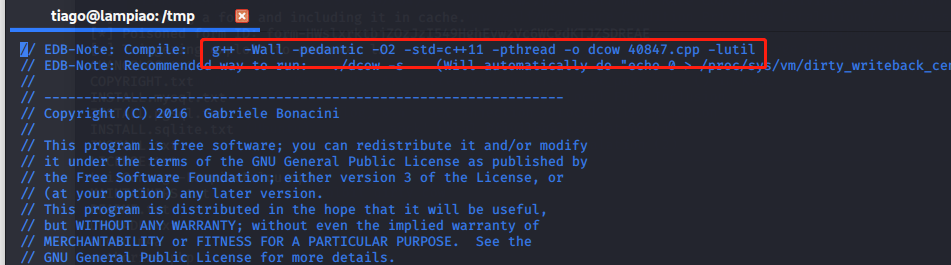 tiago@lampiao: /tmp
// EDB-Note: Compile: g++ -Wall -pedantic -O2 -std=c++11 -pthread -o dcow 40847.cpp -lutil
// EDB-Note: Recommended way to run: ./dcow -s (Will automatically do "echo 0 > /proc/sys/vm/dirty_writeback_cen
//
// -----------------------------------------------------------------
// Copyright (C) 2016 Gabriele Bonacini
//
// This program is free software; you can redistribute it and/or modify
// it under the terms of the GNU General Public License as published by
// the Free Software Foundation; either version 3 of the License, or
// (at your option) any later version.
// This program is distributed in the hope that it will be useful,
// but WITHOUT ANY WARRANTY; without even the implied warranty of
// MERCHANTABILITY or FITNESS FOR A PARTICULAR PURPOSE. See the
// GNU General Public License for more details.